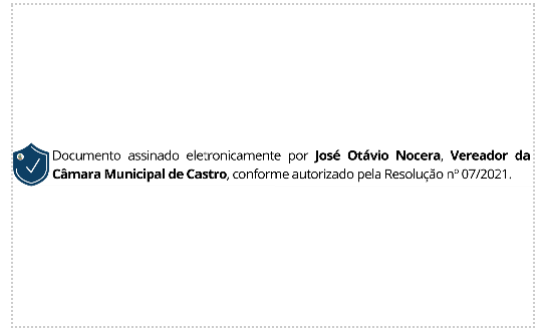 Documento assinado eletronicamente por José Otávio Nocera, Vereador da
Câmara Municipal de Castro, conforme autorizado pela Resolução nº 07/2021.